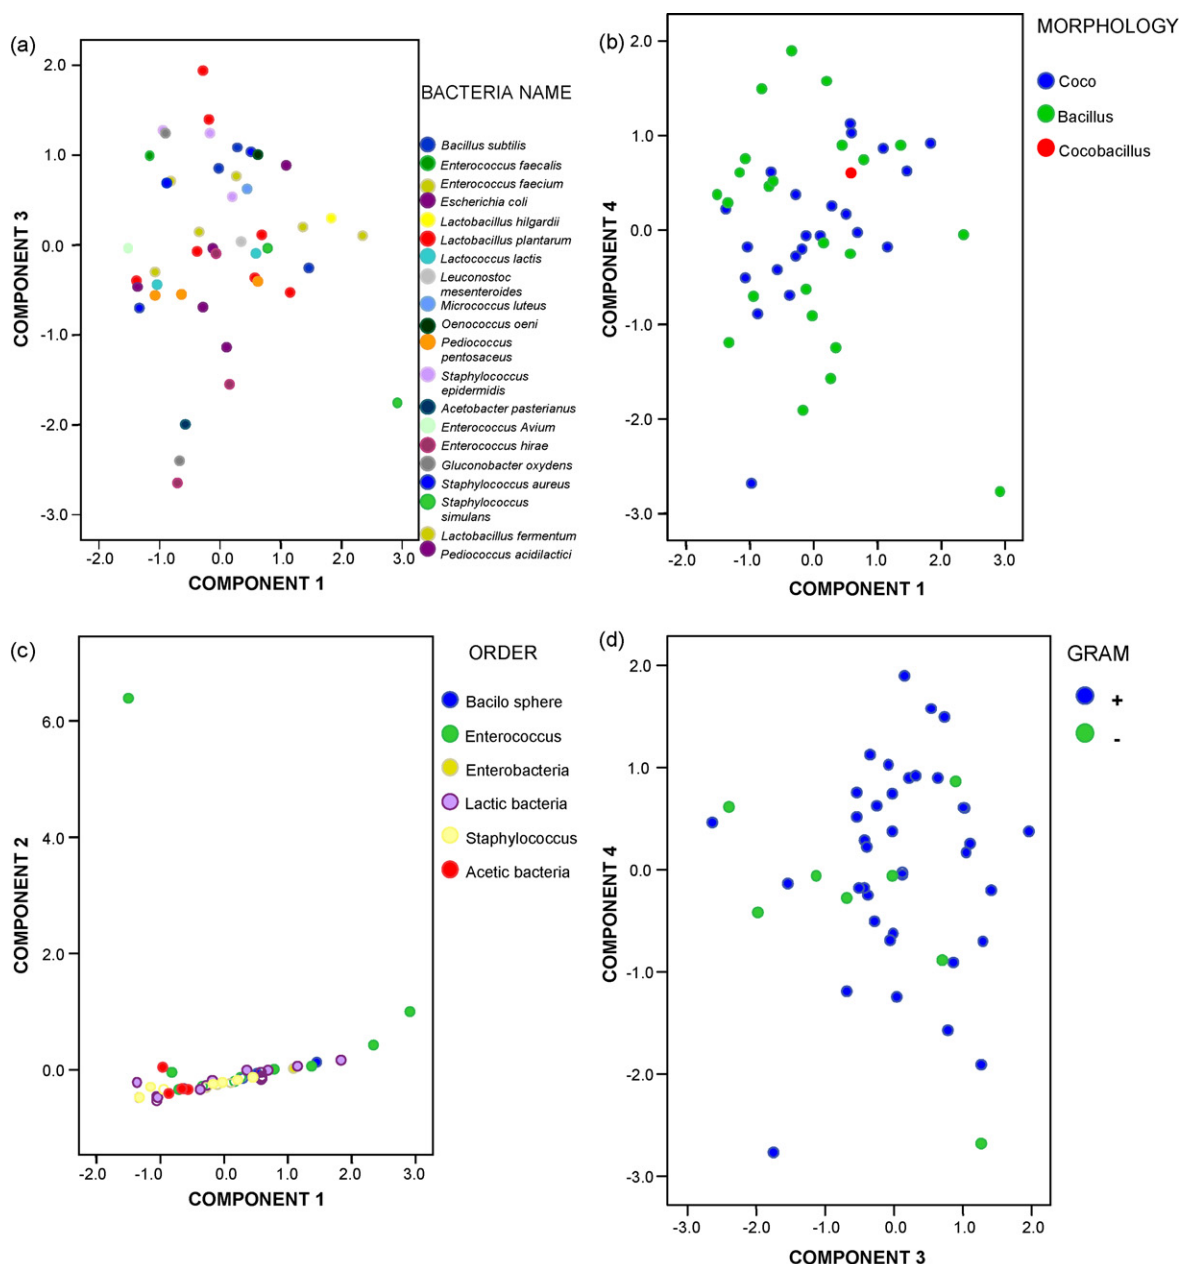 (a)
2.0
1.0
0.0
-1.0
-2.0
-3.0
COMPONENT 3
-2.0 -1.0 0.0 1.0 2.0 3.0
COMPONENT 1
BACTERIA NAME
Bacillus subtilis
Enterococcus faecalis
Enterococcus faecium
Escherichia coli
Lactobacillus hilgardii
Lactobacillus plantarum
Lactococcus lactis
Leuconostoc
mesenteroides
Micrococcus luteus
Oenococcus oeni
Pediococcus
pentosaceus
Staphylococcus
epidermidis
Acetobacter pasterianus
Enterococcus Avium
Enterococcus hirae
Gluconobacter oxydens
Staphylococcus aureus
Staphylococcus
simulans
Lactobacillus fermentum
Pediococcus acidilactici
(b)
2.0
1.0
0.0
-1.0
-2.0
-3.0
COMPONENT 4
-2.0 -1.0 0.0 1.0 2.0 3.0
COMPONENT 1
MORPHOLOGY
Coco
Bacillus
Cocobacillus
(c)
6.0
4.0
2.0
0.0
COMPONENT 2
-2.0 -1.0 0.0 1.0 2.0 3.0
COMPONENT 1
ORDER
Bacilo sphere
Enterococcus
Enterobacteria
Lactic bacteria
Staphylococcus
Acetic bacteria
(d)
2.0
1.0
0.0
-1.0
-2.0
-3.0
COMPONENT 4
-3.0 -2.0 -1.0 0.0 1.0 2.0
COMPONENT 3
GRAM
+
-